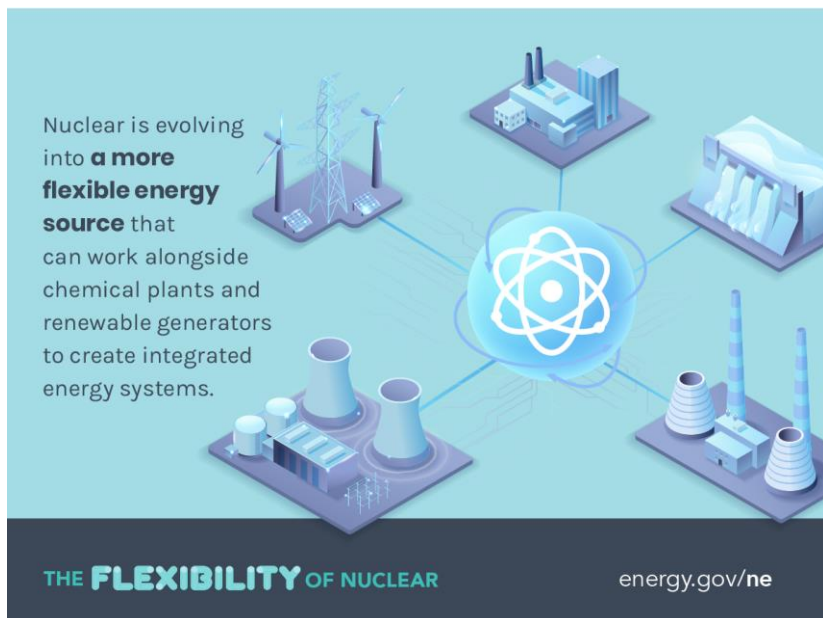 Nuclear is evolving
into a more
flexible energy
source that
can work alongside
chemical plants and
renewable generators
to create integrated
energy systems.
THE FLEXIBILITY OF NUCLEAR
energy.gov/ne